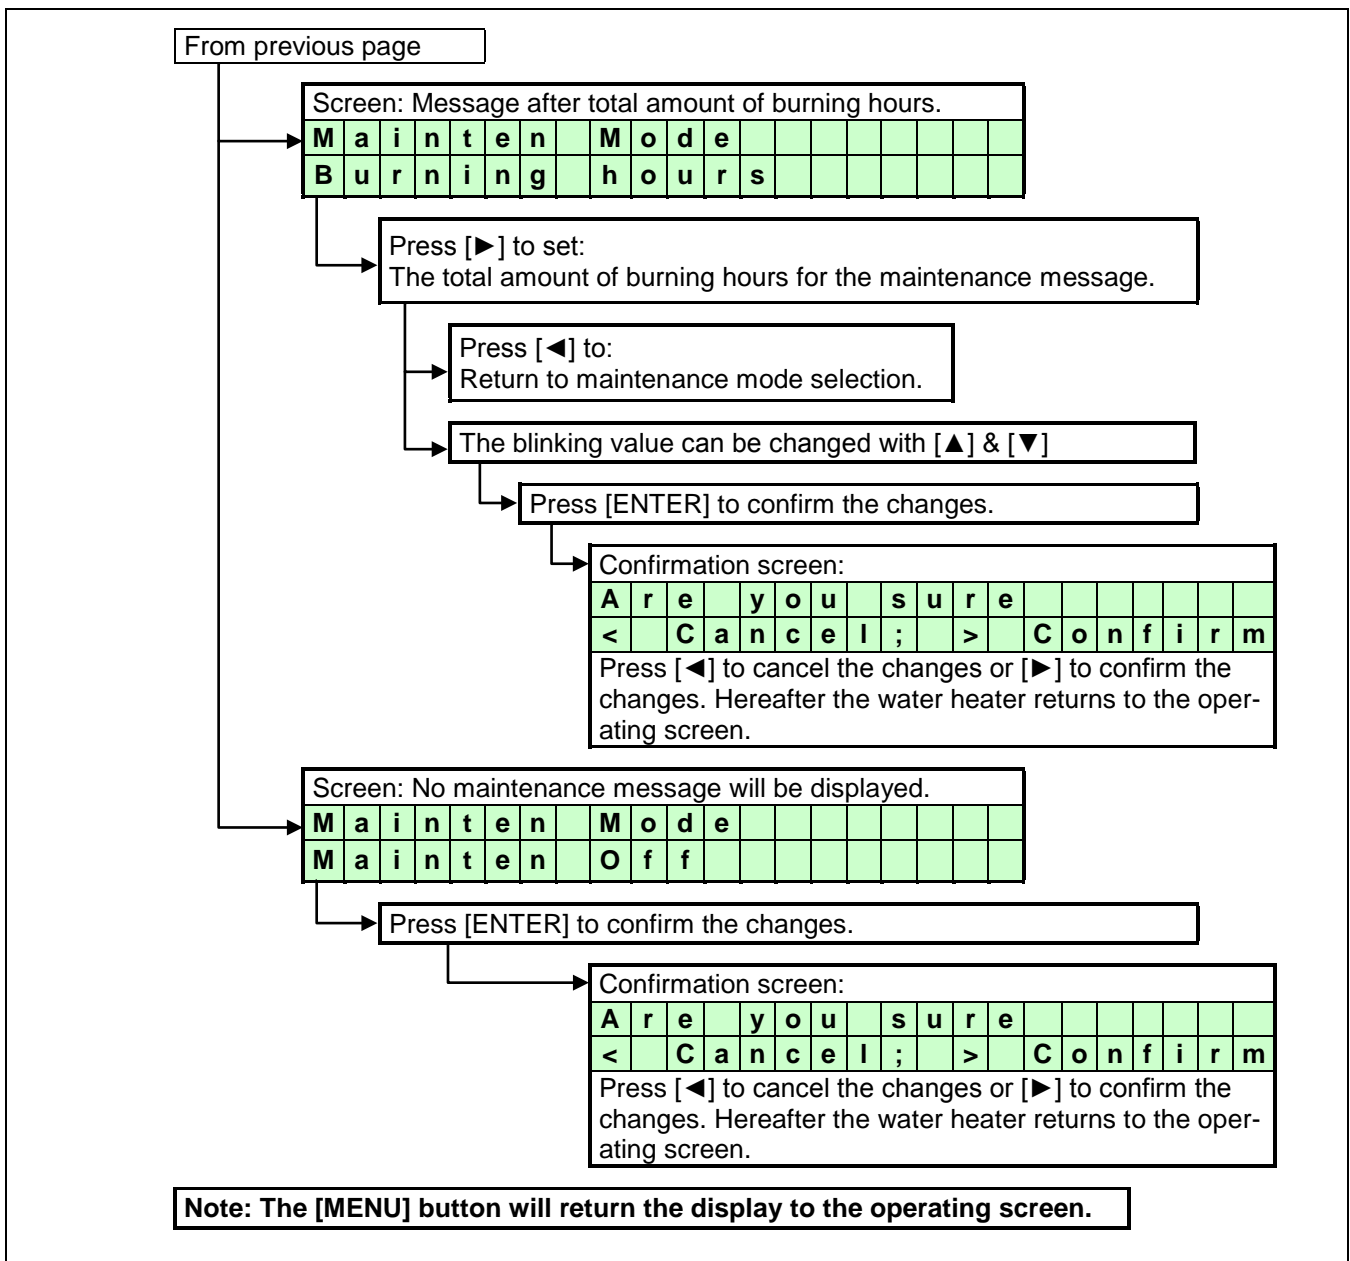 From previous page
Screen: Message after total amount of burning hours.
Mainten Mode
Burning hours
Press [►] to set:
The total amount of burning hours for the maintenance message.
Press [◄] to:
Return to maintenance mode selection.
The blinking value can be changed with [▲] & [▼]
Press [ENTER] to confirm the changes.
Confirmation screen:
Are you sure
< Cancel; > Confirm
Press [◄] to cancel the changes or [►] to confirm the
changes. Hereafter the water heater returns to the oper-
ating screen.
Screen: No maintenance message will be displayed.
Mainten Mode
Mainten Off
Press [ENTER] to confirm the changes.
Confirmation screen:
Are you sure
< Cancel; > Confirm
Press [◄] to cancel the changes or [►] to confirm the
changes. Hereafter the water heater returns to the oper-
ating screen.
Note: The [MENU] button will return the display to the operating screen.